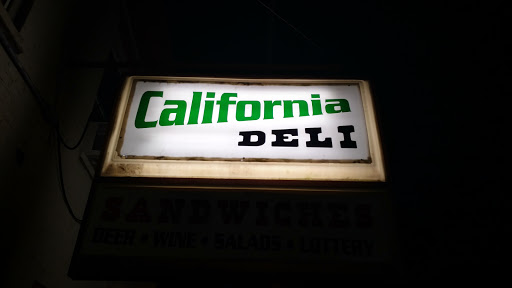 California
DELI
SANDWICHES
BEER • WINE • SALADS • LOTTERY